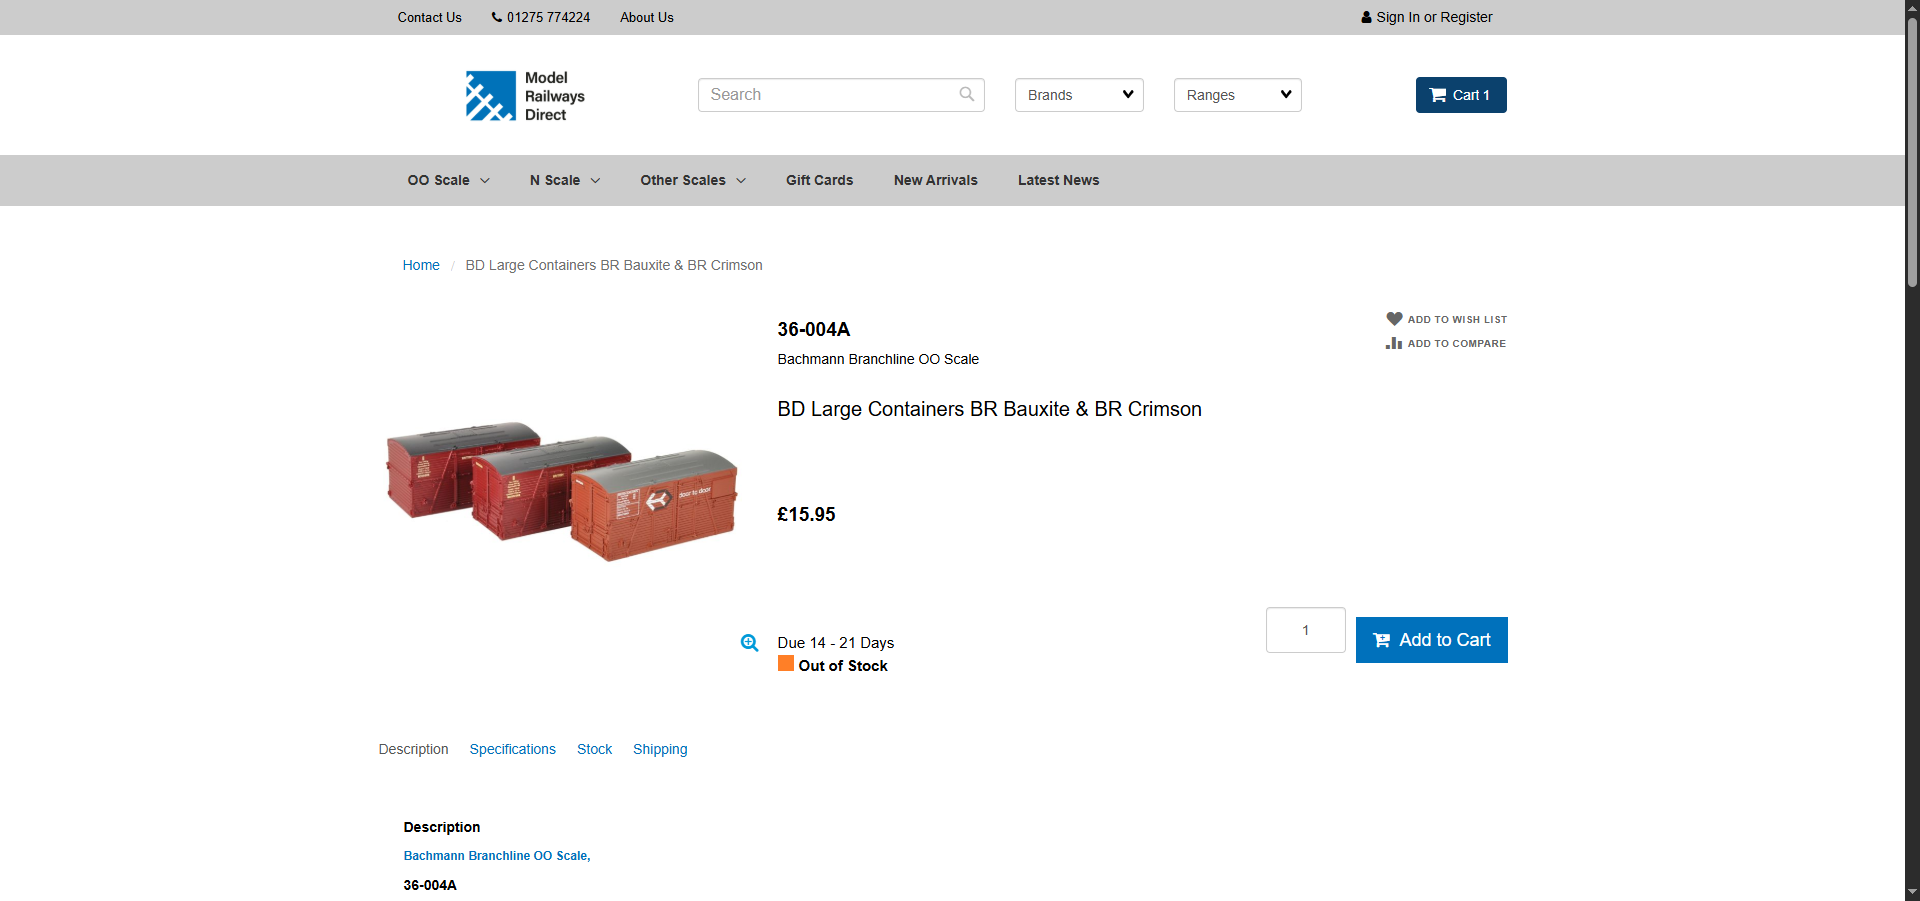 Contact Us
01275 774224
About Us
Sign In or Register
Model
Railways
Direct
Search
Brands
Ranges
Cart 1
OO Scale
N Scale
Other Scales
Gift Cards
New Arrivals
Latest News
Home / BD Large Containers BR Bauxite & BR Crimson
36-004A
ADD TO WISH LIST
Bachmann Branchline OO Scale
ADD TO COMPARE
BD Large Containers BR Bauxite & BR Crimson
door to door
£15.95
1
Add to Cart
Due 14 - 21 Days
Out of Stock
Description
Specifications
Stock
Shipping
Description
Bachmann Branchline OO Scale,
36-004A